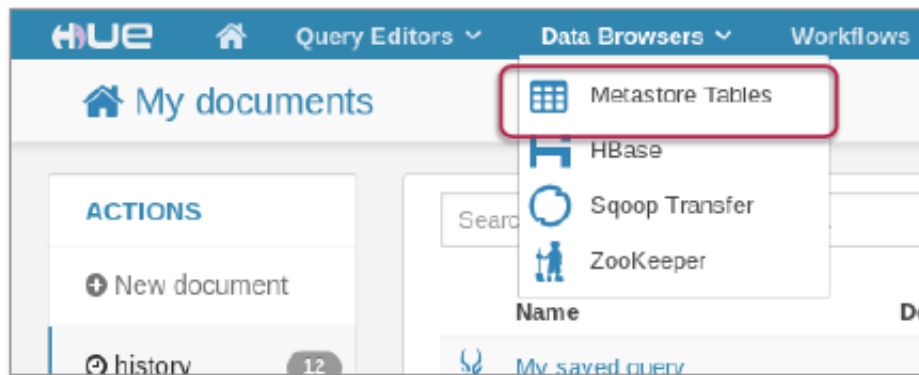 HUE Query Editors Data Browsers Workflows
My documents
Metastore Tables
HBase
Sqoop Transfer
ZooKeeper
ACTIONS
New document
history 12
Name
My saved query